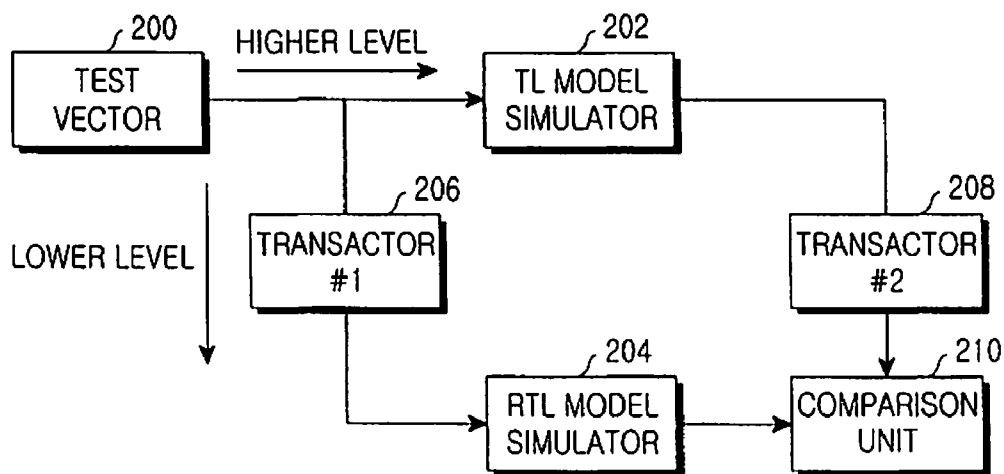 200
TEST
VECTOR
HIGHER LEVEL
202
TL MODEL
SIMULATOR
LOWER LEVEL
206
TRANSACTOR
#1
208
TRANSACTOR
#2
204
RTL MODEL
SIMULATOR
210
COMPARISON
UNIT